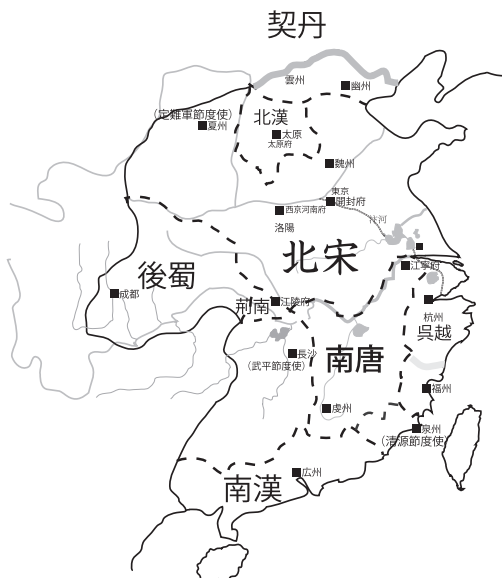 契丹
雲州
幽州
(定難軍節度使)
夏州
北漢
太原
太原府
魏州
東京
開封府
西京河南府
洛陽
汴河
北宋
江寧府
後蜀
成都
荊南
江陵府
杭州
呉越
長沙
(武平節度使)
南唐
福州
虔州
泉州
(清源節度使)
広州
南漢